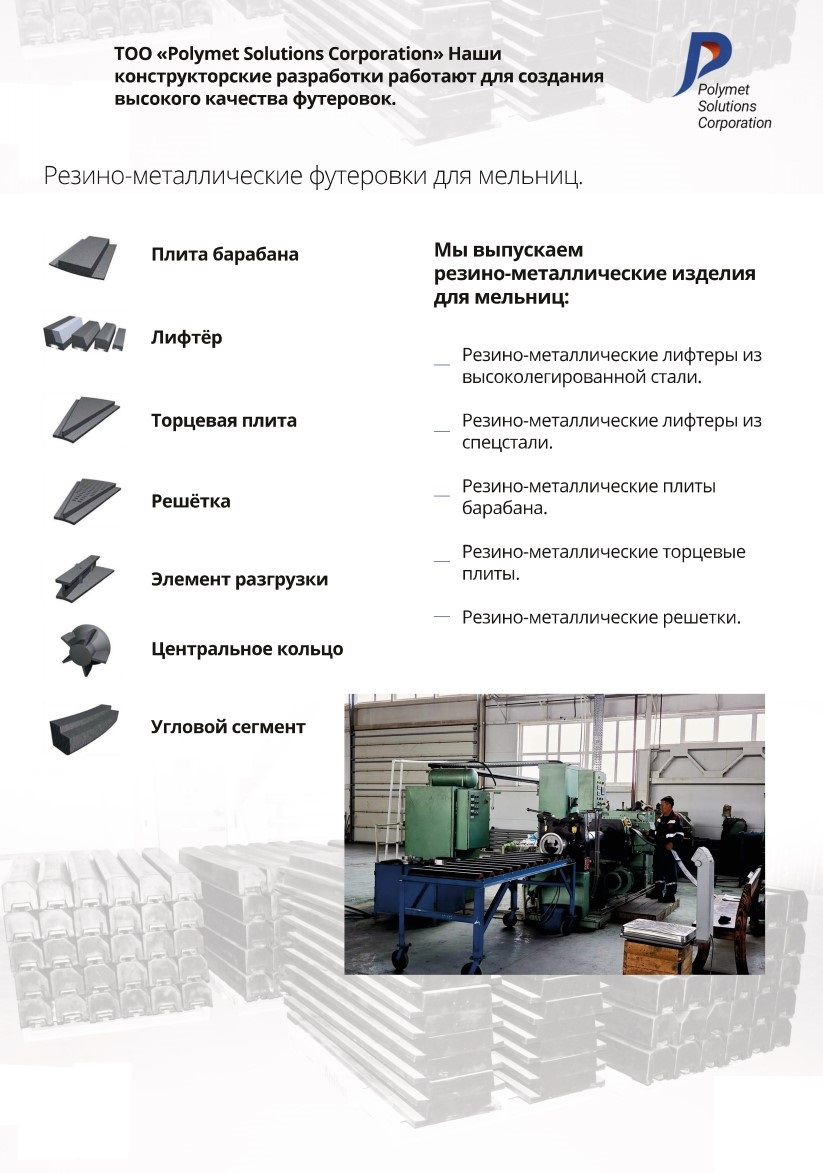 ТОО «Polymet Solutions Corporation» Наши
конструкторские разработки работают для создания
высокого качества футеровок.
Polymet
Solutions
Corporation
Резино-металлические футеровки для мельниц.
Плита барабана
Лифтёр
Торцевая плита
Решётка
Элемент разгрузки
Центральное кольцо
Угловой сегмент
Мы выпускаем
резино-металлические изделия
для мельниц:
Резино-металлические лифтеры из
высоколегированной стали.
Резино-металлические лифтеры из
спецстали.
Резино-металлические плиты
барабана.
Резино-металлические торцевые
плиты.
Резино-металлические решетки.